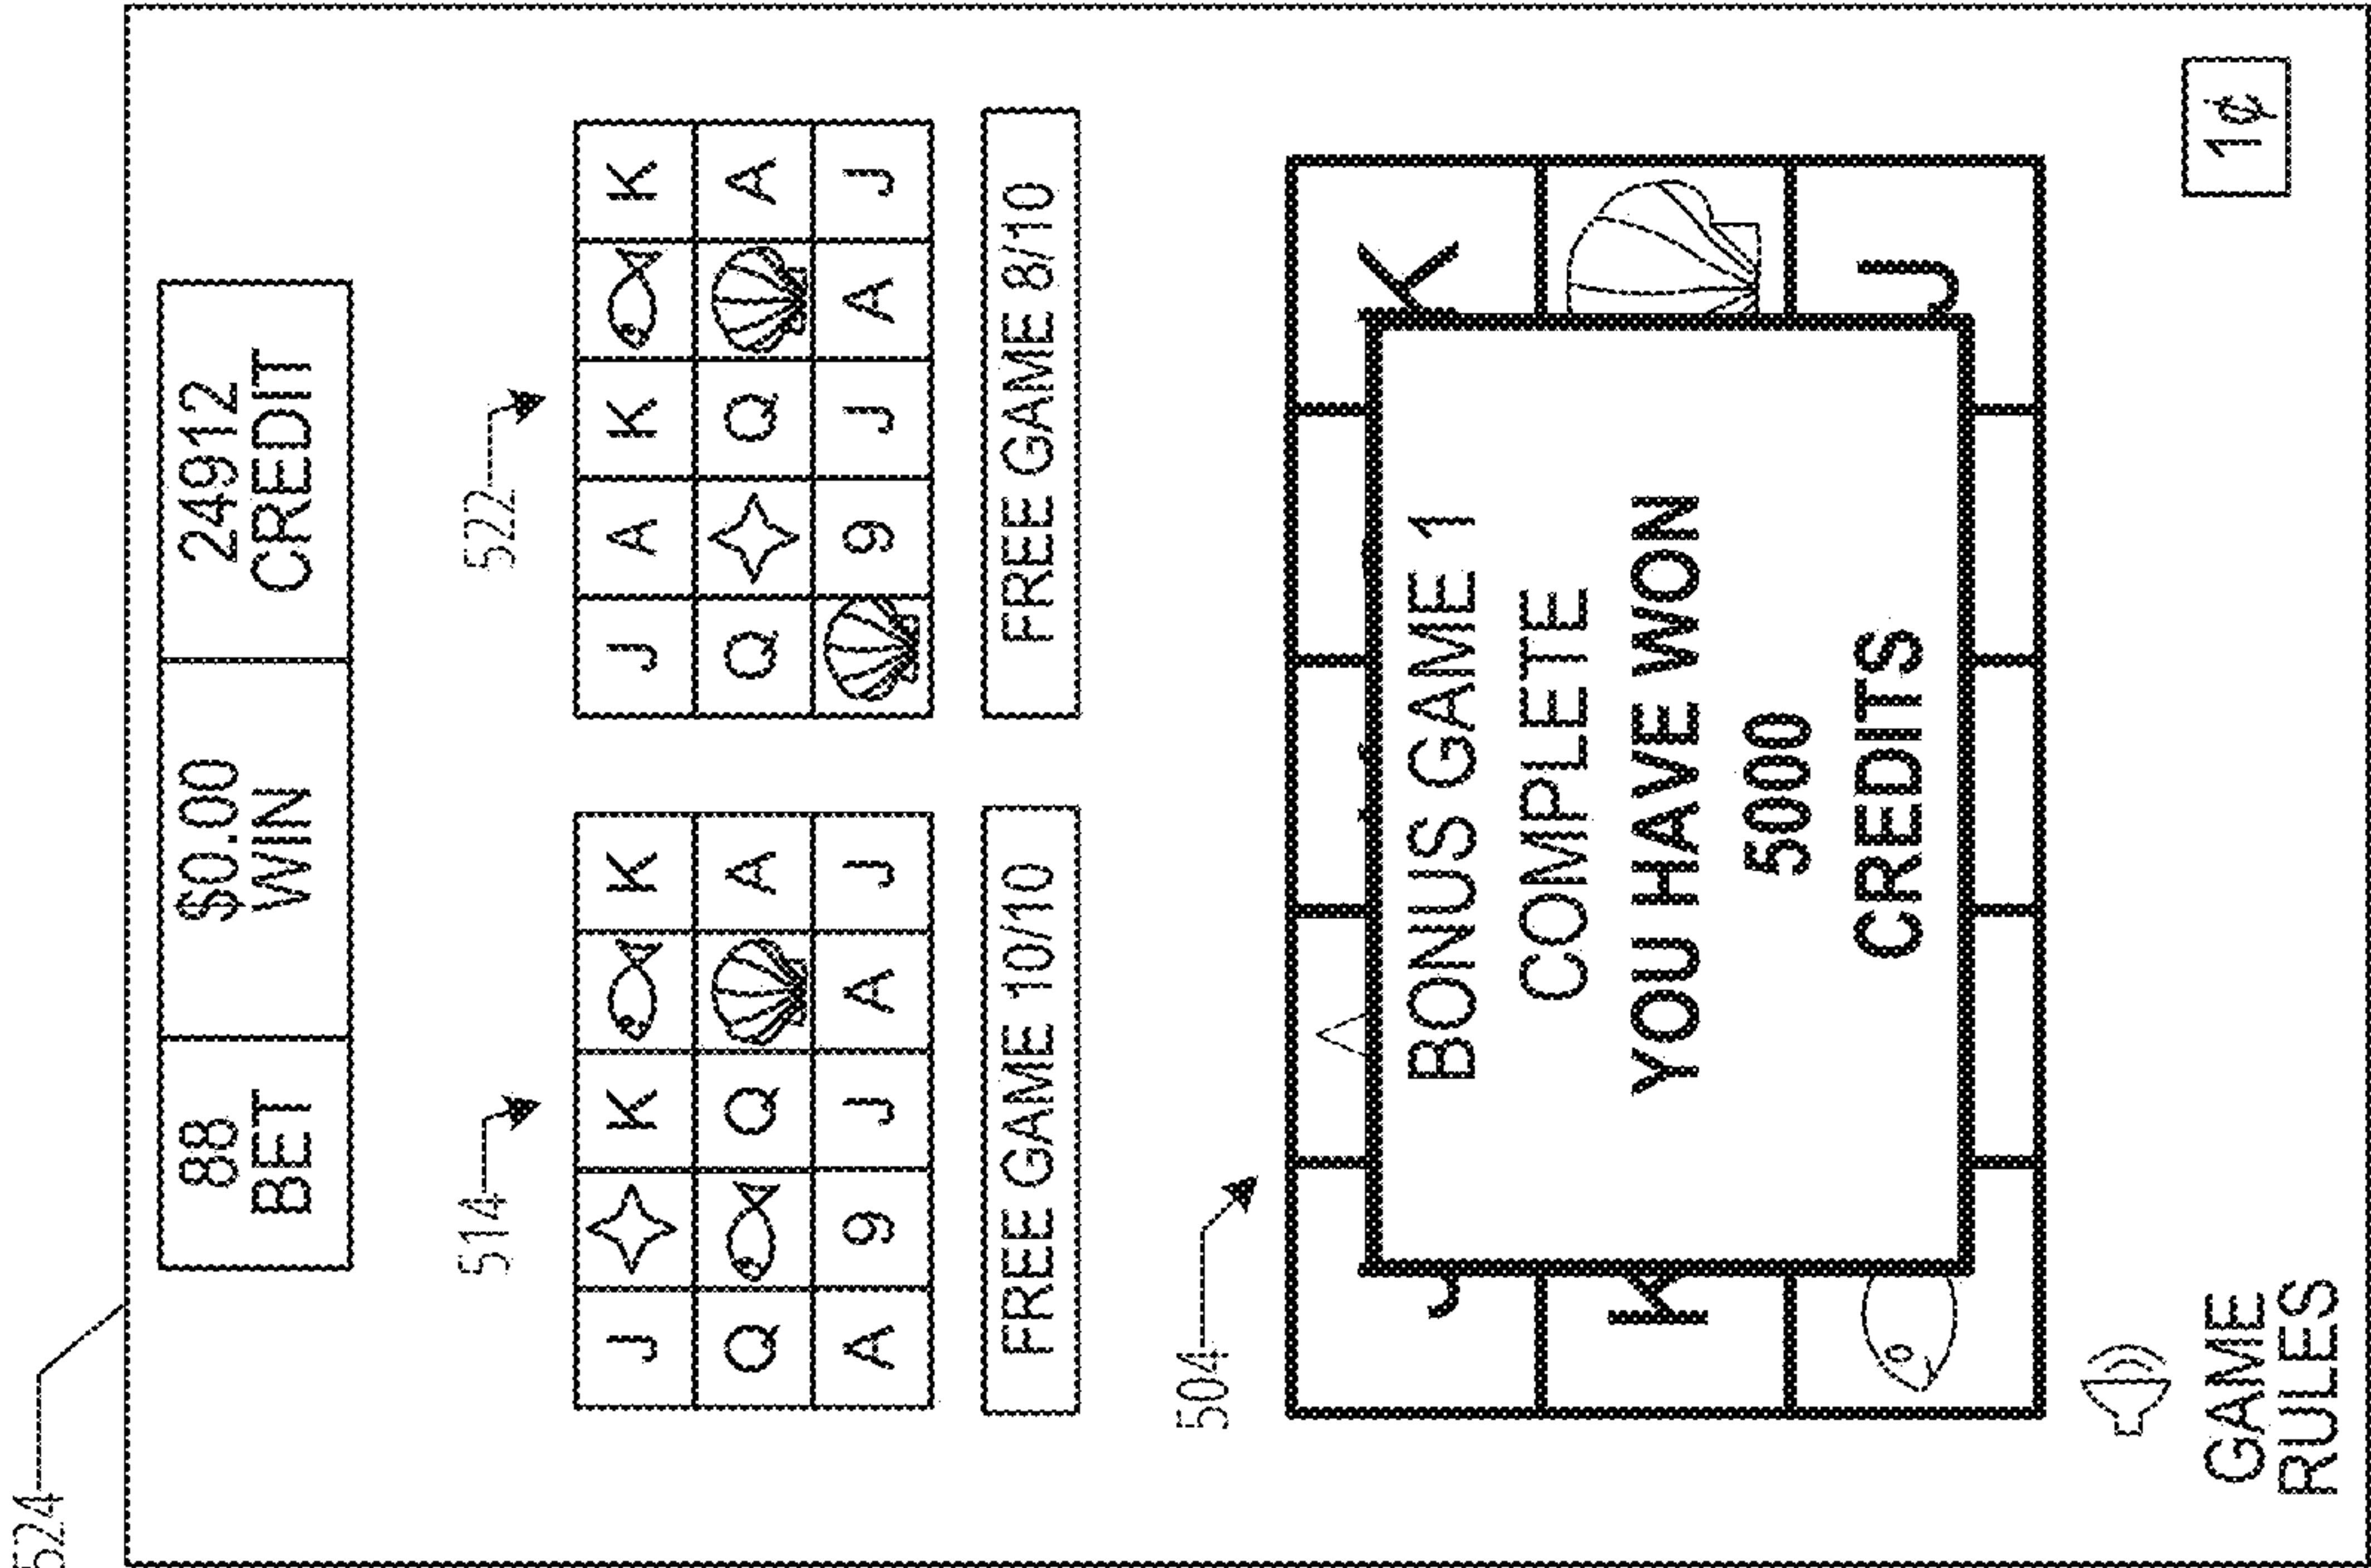 524
88 $0.00 24912
BET WIN CREDIT
514 522
J K K
Q Q A
A 9 J A J
FREE GAME 10/10
J A K K
Q Q A
9 J A J
FREE GAME 8/10
504
J K
K
J
BONUS GAME 1
COMPLETE
YOU HAVE WON
5000
CREDITS
GAME
RULES
1¢